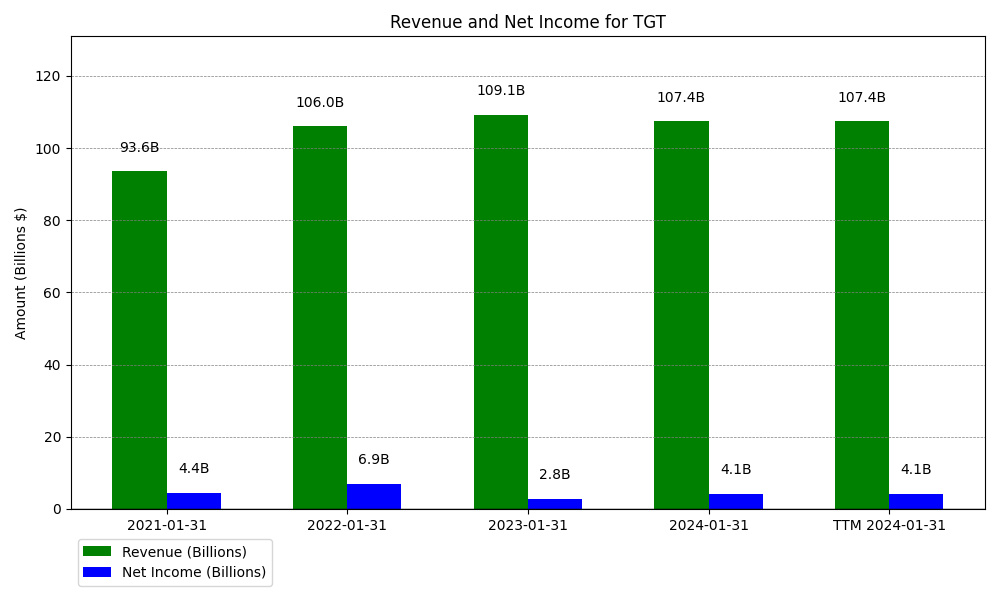 Revenue and Net Income for TGT
Amount (Billions $)
120
100
80
60
40
20
0
93.6B
106.0B
109.1B
107.4B
107.4B
4.4B
6.9B
2.8B
4.1B
4.1B
2021-01-31
2022-01-31
2023-01-31
2024-01-31
TTM 2024-01-31
Revenue (Billions)
Net Income (Billions)